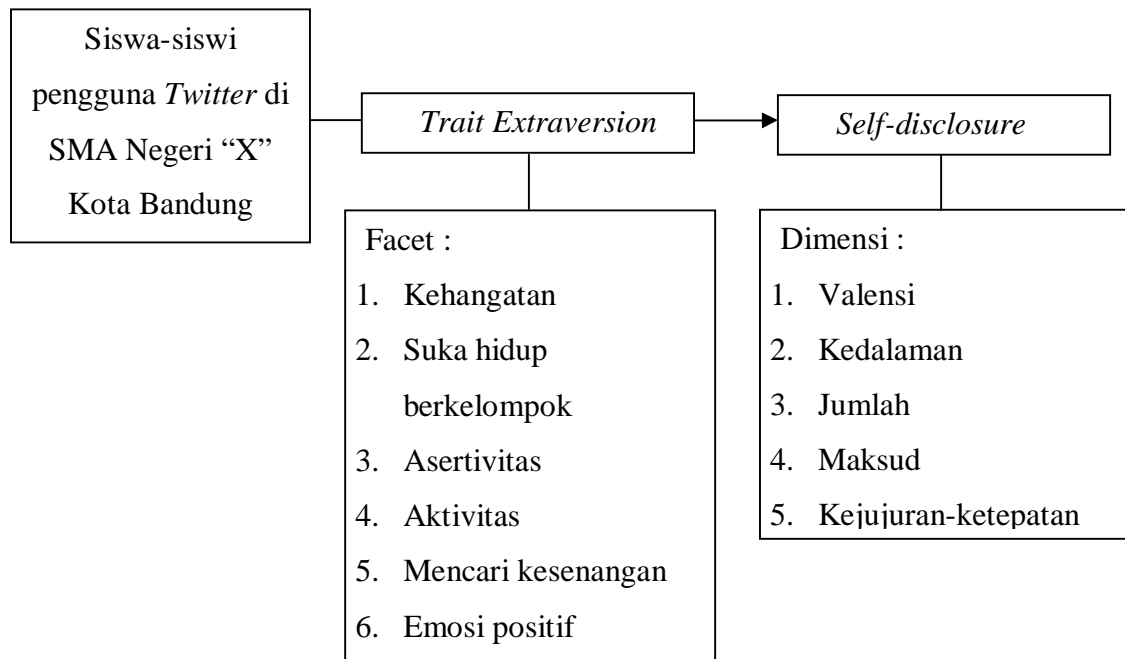 Siswa-siswi
pengguna Twitter di
SMA Negeri “X”
Kota Bandung
Trait Extraversion
Self-disclosure
Facet :
1. Kehangatan
2. Suka hidup
berkelompok
3. Asertivitas
4. Aktivitas
5. Mencari kesenangan
6. Emosi positif
Dimensi :
1. Valensi
2. Kedalaman
3. Jumlah
4. Maksud
5. Kejujuran-ketepatan